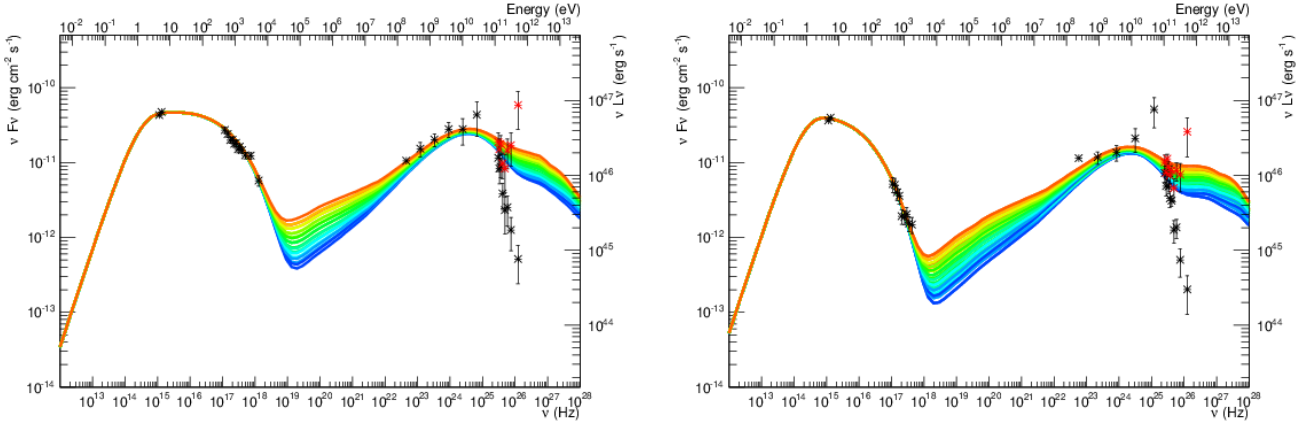 Energy (eV)
10⁻² 10⁻¹ 1 10 10² 10³ 10⁴ 10⁵ 10⁶ 10⁷ 10⁸ 10⁹ 10¹⁰ 10¹¹ 10¹² 10¹³
ν Fν (erg cm⁻² s⁻¹)
10⁻¹⁰
10⁻¹¹
10⁻¹²
10⁻¹³
10⁻¹⁴
ν Lν (erg s⁻¹)
10⁴⁷
10⁴⁶
10⁴⁵
10⁴⁴
10¹³ 10¹⁴ 10¹⁵ 10¹⁶ 10¹⁷ 10¹⁸ 10¹⁹ 10²⁰ 10²¹ 10²² 10²³ 10²⁴ 10²⁵ 10²⁶ 10²⁷ 10²⁸
ν (Hz)
Energy (eV)
10⁻² 10⁻¹ 1 10 10² 10³ 10⁴ 10⁵ 10⁶ 10⁷ 10⁸ 10⁹ 10¹⁰ 10¹¹ 10¹² 10¹³
ν Fν (erg cm⁻² s⁻¹)
10⁻¹⁰
10⁻¹¹
10⁻¹²
10⁻¹³
10⁻¹⁴
ν Lν (erg s⁻¹)
10⁴⁷
10⁴⁶
10⁴⁵
10⁴⁴
10¹³ 10¹⁴ 10¹⁵ 10¹⁶ 10¹⁷ 10¹⁸ 10¹⁹ 10²⁰ 10²¹ 10²² 10²³ 10²⁴ 10²⁵ 10²⁶ 10²⁷ 10²⁸
ν (Hz)